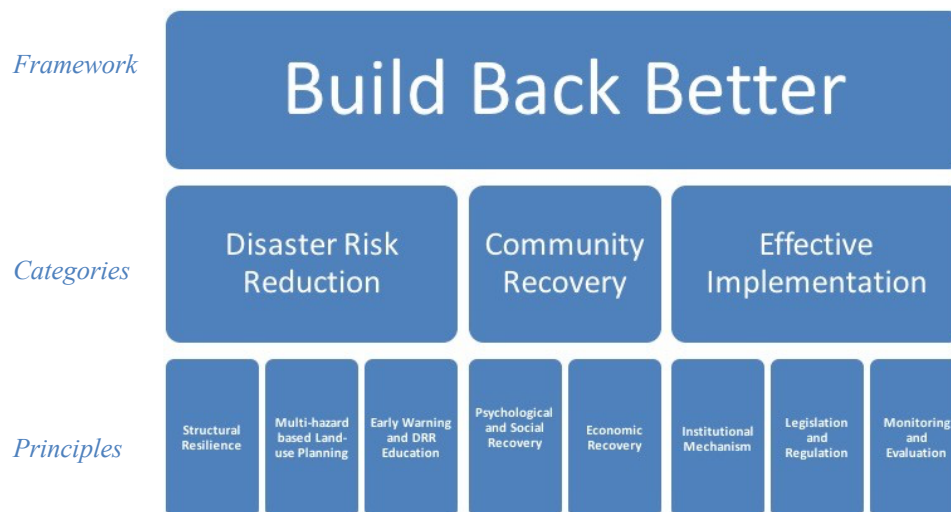 Framework
Build Back Better
Categories
Disaster Risk
Reduction
Community
Recovery
Effective
Implementation
Principles
Structural
Resilience
Multi-hazard
based Land-
use Planning
Early Warning
and DRR
Education
Psychological
and Social
Recovery
Economic
Recovery
Institutional
Mechanism
Legislation
and
Regulation
Monitoring
and
Evaluation